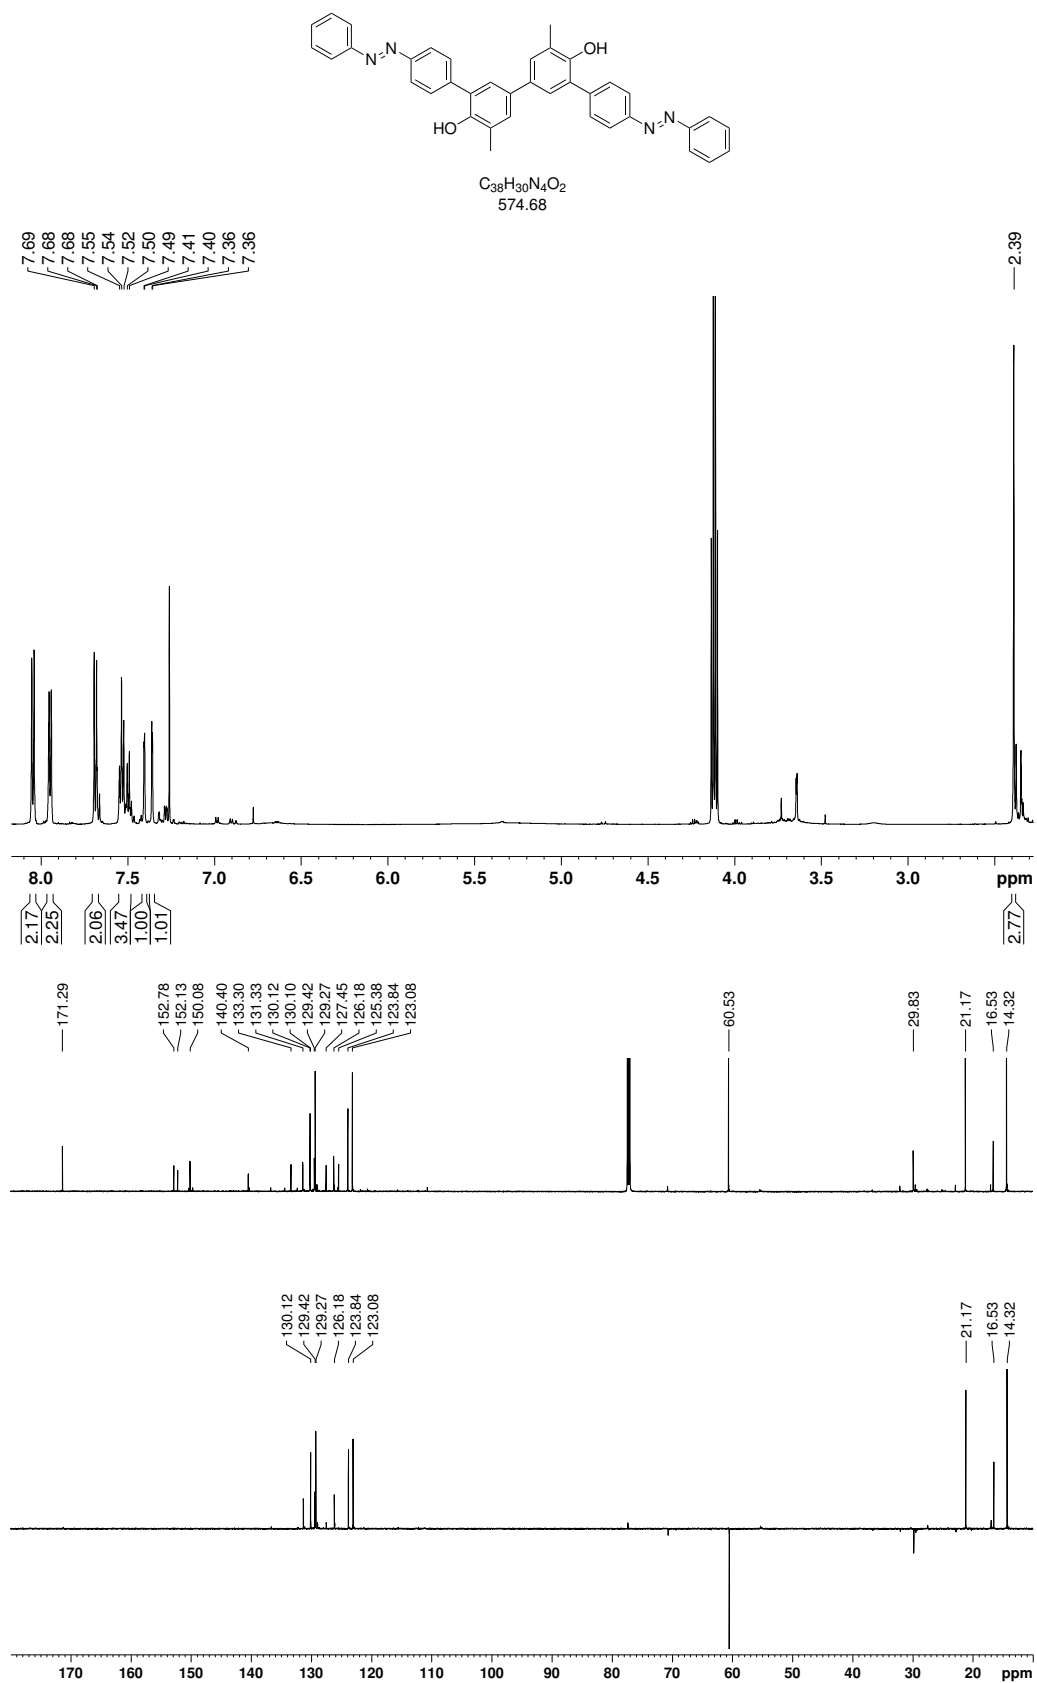 N N OH
HO N N
C38H30N4O2
574.68
7.69 7.68 7.68 7.55 7.54 7.52 7.50 7.49 7.41 7.40 7.36 7.36 2.39
8.0 7.5 7.0 6.5 6.0 5.5 5.0 4.5 4.0 3.5 3.0 ppm
2.17 2.25 2.06 3.47 1.00 1.01 2.77
171.29 152.78 152.13 150.08 140.40 133.30 131.33 130.12 130.10 129.42 129.27 127.45 126.18 125.38 123.84 123.08 60.53 29.83 21.17 16.53 14.32
130.12 129.42 129.27 126.18 123.84 123.08 21.17 16.53 14.32
170 160 150 140 130 120 110 100 90 80 70 60 50 40 30 20 ppm